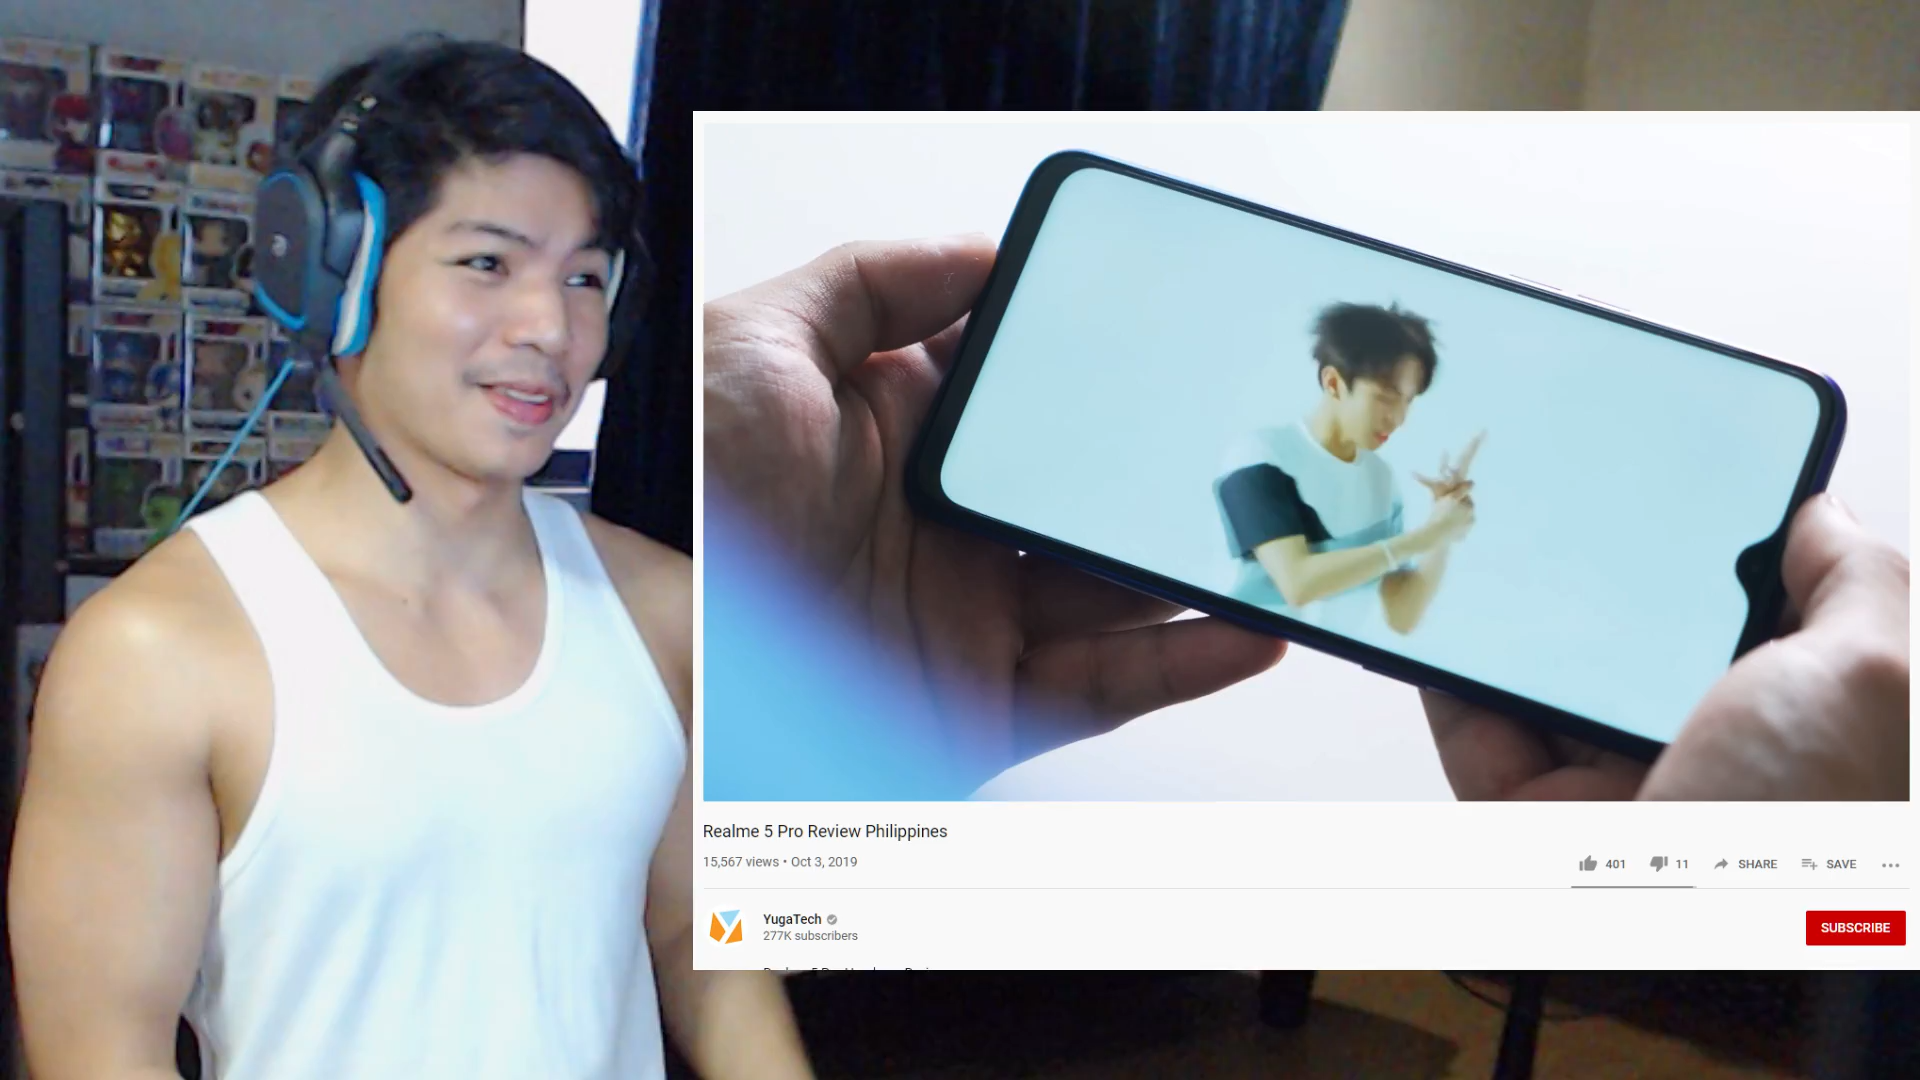 Realme 5 Pro Review Philippines
15,567 views • Oct 3, 2019
401
11
SHARE
SAVE
YugaTech
277K subscribers
SUBSCRIBE